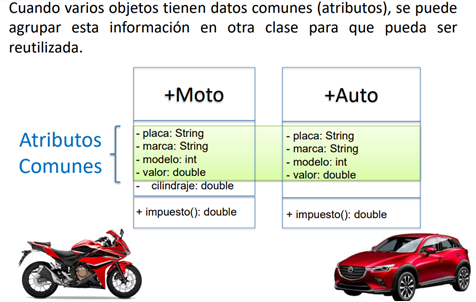 Cuando varios objetos tienen datos comunes (atributos), se puede
agrupar esta información en otra clase para que pueda ser
reutilizada.
+Moto
+Auto
Atributos
Comunes
- placa: String
- marca: String
- modelo: int
- valor: double
- cilindraje: double
+ impuesto(): double
- placa: String
- marca: String
- modelo: int
- valor: double
+ impuesto(): double